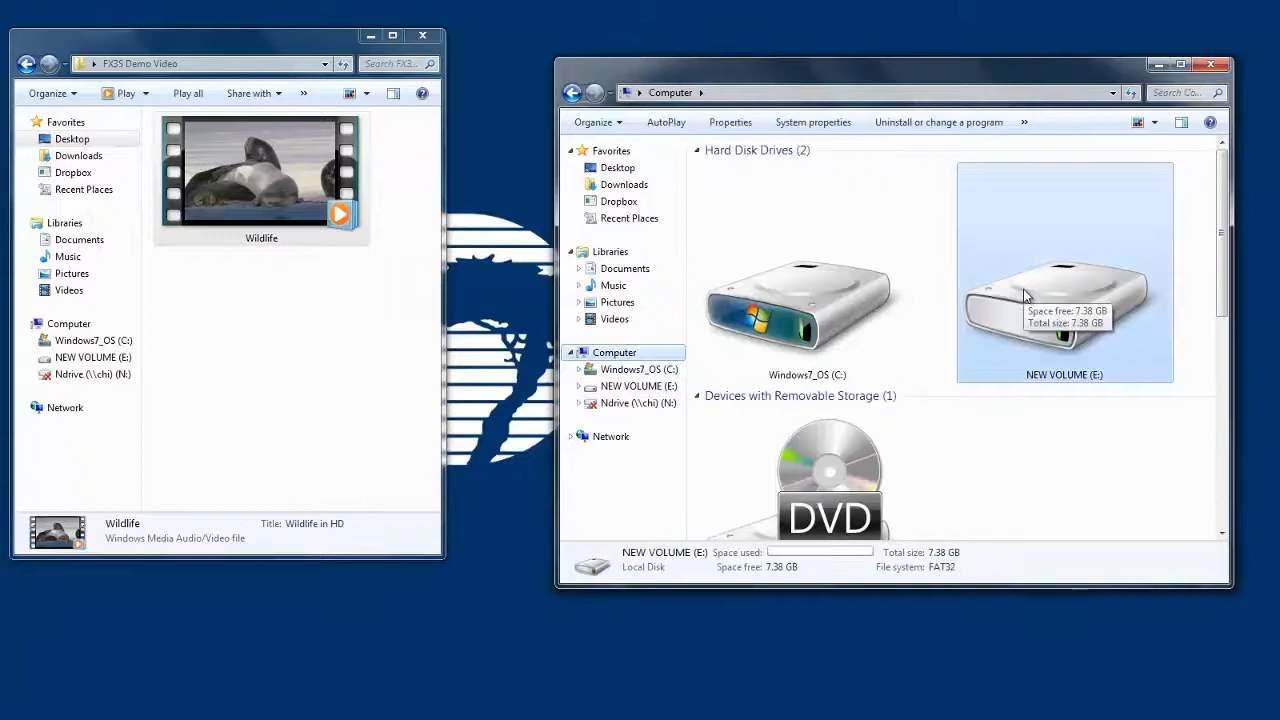 FX3S Demo Video
Search FX3...
Organize
Play
Play all
Share with
»
Favorites
Desktop
Downloads
Dropbox
Recent Places
Libraries
Documents
Music
Pictures
Videos
Computer
Windows7_OS (C:)
NEW VOLUME (E:)
Ndrive (\\chi) (N:)
Network
Wildlife
Wildlife
Title: Wildlife in HD
Windows Media Audio/Video file
Computer
Search Co...
Organize
AutoPlay
Properties
System properties
Uninstall or change a program
»
Favorites
Desktop
Downloads
Dropbox
Recent Places
Libraries
Documents
Music
Pictures
Videos
Computer
Windows7_OS (C:)
NEW VOLUME (E:)
Ndrive (\\chi) (N:)
Network
Hard Disk Drives (2)
Windows7_OS (C:)
NEW VOLUME (E:)
Space free: 7.38 GB
Total size: 7.38 GB
Devices with Removable Storage (1)
DVD
NEW VOLUME (E:) Space used: Total size: 7.38 GB
Local Disk Space free: 7.38 GB File system: FAT32